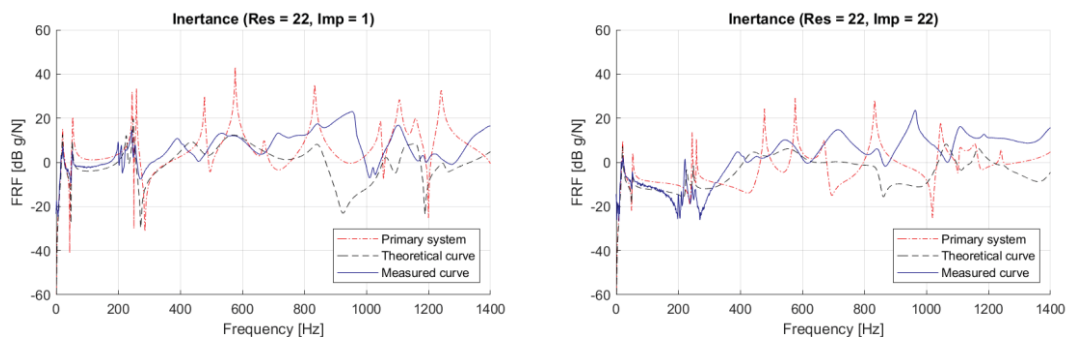 Inertance (Res = 22, Imp = 1)
60
40
20
0
-20
-40
-60
FRF [dB g/N]
0 200 400 600 800 1000 1200 1400
Frequency [Hz]
Primary system
Theoretical curve
Measured curve
Inertance (Res = 22, Imp = 22)
60
40
20
0
-20
-40
-60
FRF [dB g/N]
0 200 400 600 800 1000 1200 1400
Frequency [Hz]
Primary system
Theoretical curve
Measured curve